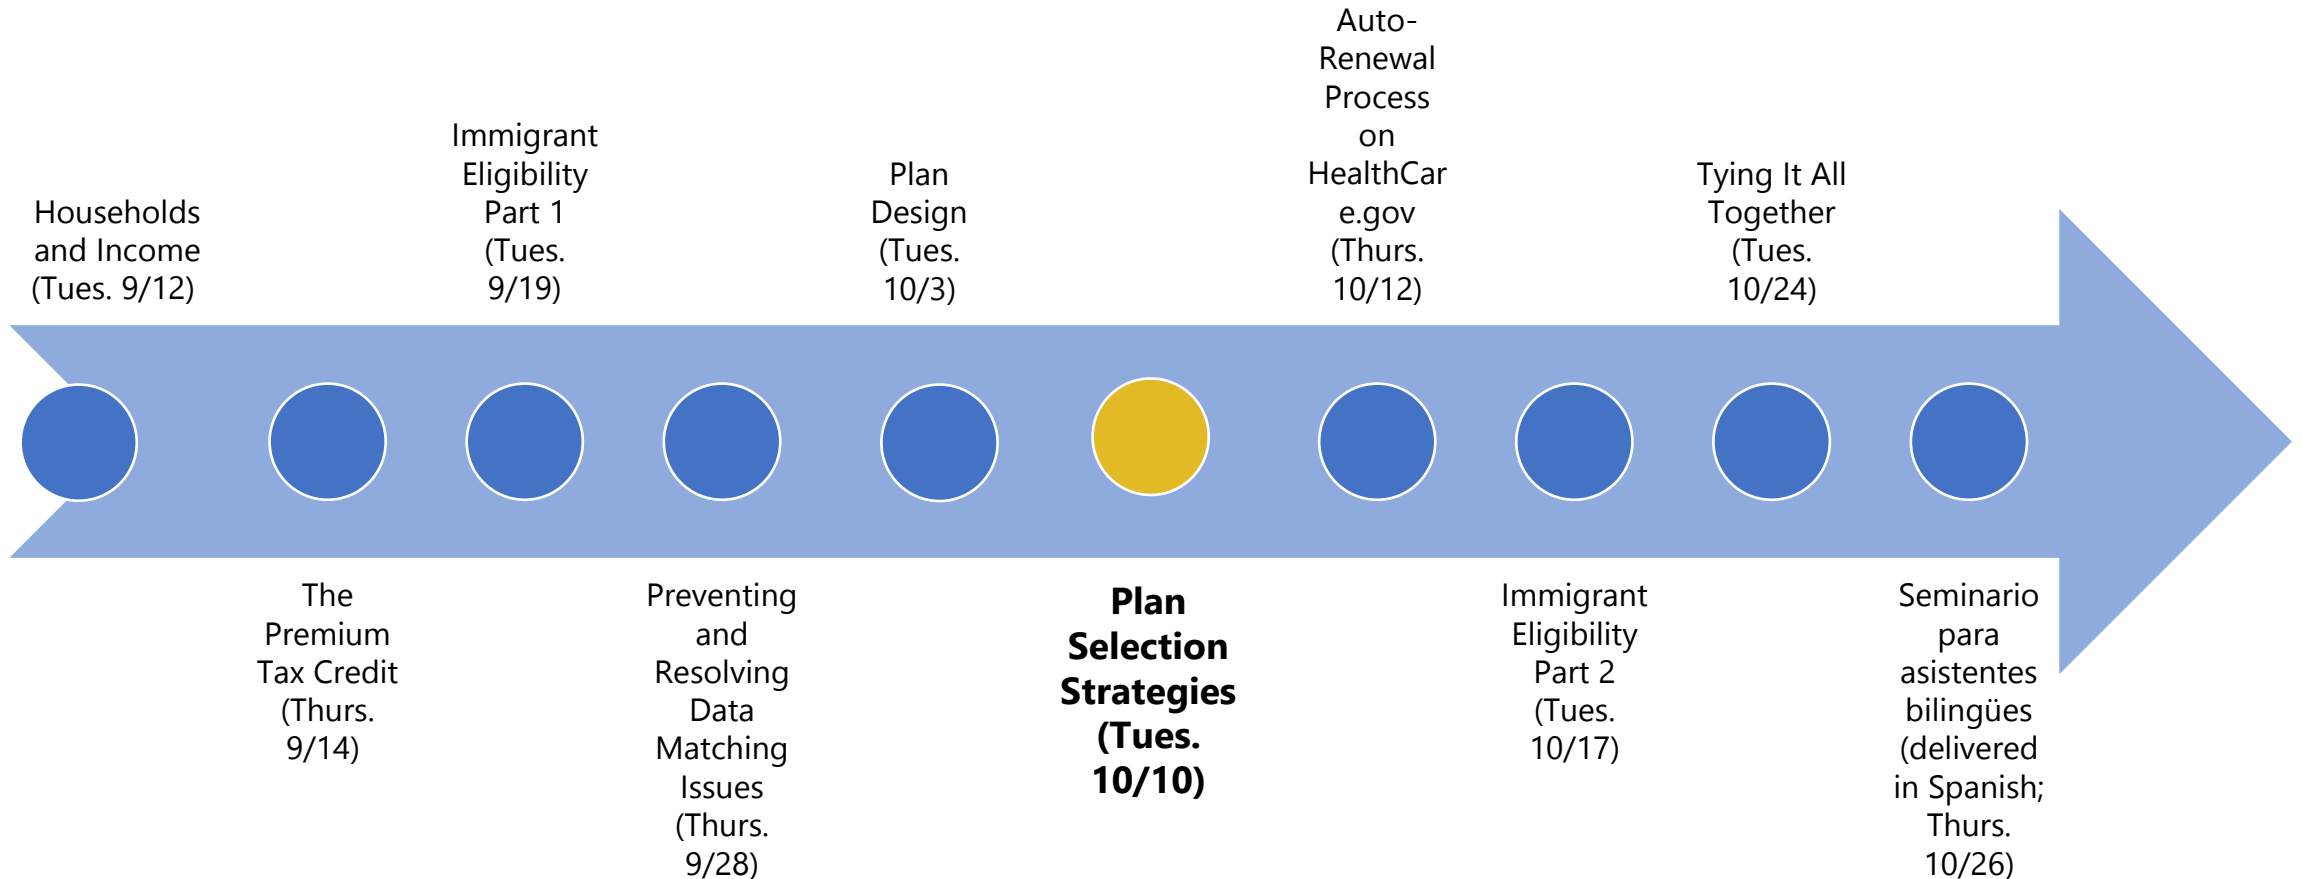 Households
and Income
(Tues. 9/12)
The
Premium
Tax Credit
(Thurs.
9/14)
Immigrant
Eligibility
Part 1
(Tues.
9/19)
Preventing
and
Resolving
Data
Matching
Issues
(Thurs.
9/28)
Plan
Design
(Tues.
10/3)
Plan
Selection
Strategies
(Tues.
10/10)
Auto-
Renewal
Process
on
HealthCar
e.gov
(Thurs.
10/12)
Immigrant
Eligibility
Part 2
(Tues.
10/17)
Tying It All
Together
(Tues.
10/24)
Seminario
para
asistentes
bilingües
(delivered
in Spanish;
Thurs.
10/26)